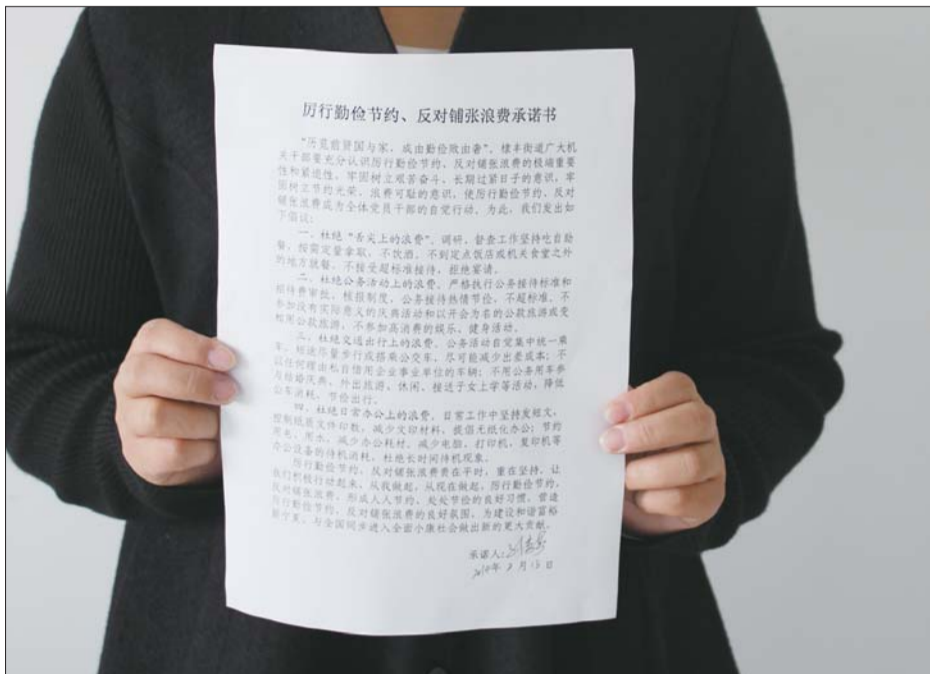 厉行勤俭节约、反对铺张浪费承诺书
“历览前贤国与家，成由勤俭败由奢”，棣丰街道广大机
关干部要充分认识厉行勤俭节约、反对铺张浪费的极端重要
性和紧迫性，牢固树立艰苦奋斗、长期过紧日子的意识，牢
固树立节约光荣、浪费可耻的意识，使厉行勤俭节约、反对
铺张浪费成为全体党员干部的自觉行动。为此，我们发出如
下倡议：
一、杜绝“舌尖上的浪费”。调研、督查工作坚持吃自助
餐，按需定量拿取，不饮酒，不到定点饭店或机关食堂之外
的地方就餐，不接受超标准接待，拒绝宴请。
二、杜绝公务活动上的浪费。严格执行公务接待标准和
招待费审批、核报制度，公务接待热情节俭，不超标准，不
参加没有实际意义的庆典活动和以开会为名的公款旅游或变
相用公款旅游，不参加高消费的娱乐、健身活动。
三、杜绝交通出行上的浪费。公务活动自觉集中统一乘
车，短途尽量步行或搭乘公交车，尽可能减少出差成本；不
以任何理由私自借用企业事业单位的车辆；不用公务用车参
与结婚庆典、外出旅游、休闲、接送子女上学等活动，降低
公车消耗，节俭出行。
四、杜绝日常办公上的浪费。日常工作中坚持发短文，
控制纸质文件印数，减少文印材料，提倡无纸化办公；节约
用电、用水，减少办公耗材，减少电脑、打印机、复印机等
办公设备的待机消耗，杜绝长时间待机现象。
厉行勤俭节约、反对铺张浪费贵在平时，重在坚持。让
我们积极行动起来，从我做起，从现在做起，厉行勤俭节约，
反对铺张浪费，形成人人节约、处处节俭的良好习惯，营造
厉行勤俭节约、反对铺张浪费的良好氛围，为建设和谐富裕
新宁夏，与全国同步进入全面小康社会做出新的更大贡献。
承诺人：
2014年2月15日